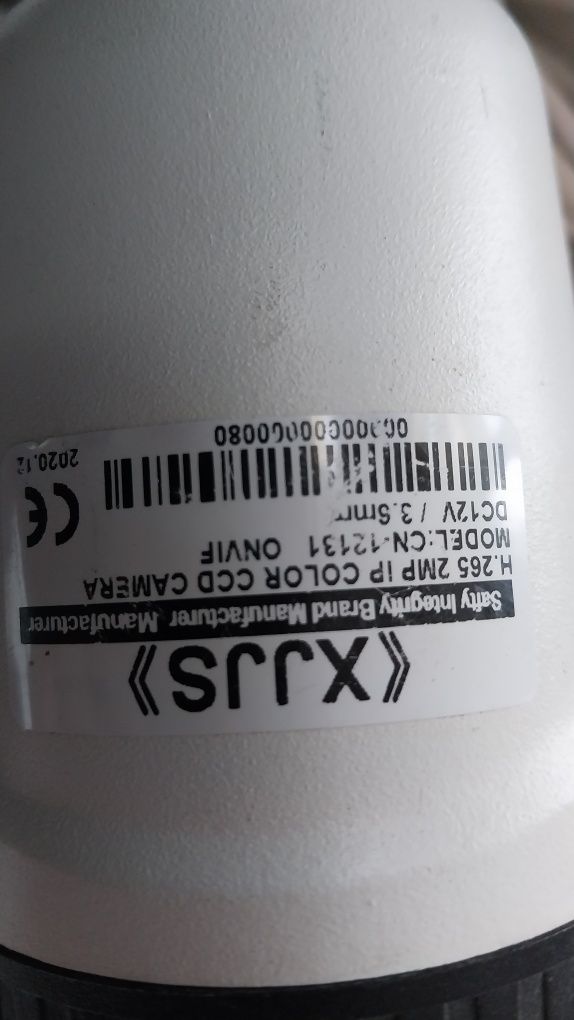 《XJJS》
Safty Integrity Brand Manufacturer Manufacturer
H.265 2MP IP COLOR CCD CAMERA
MODEL:CN-12131 ONVIF
DC12V / 3.6mm
CE
2020.12
0000000000080